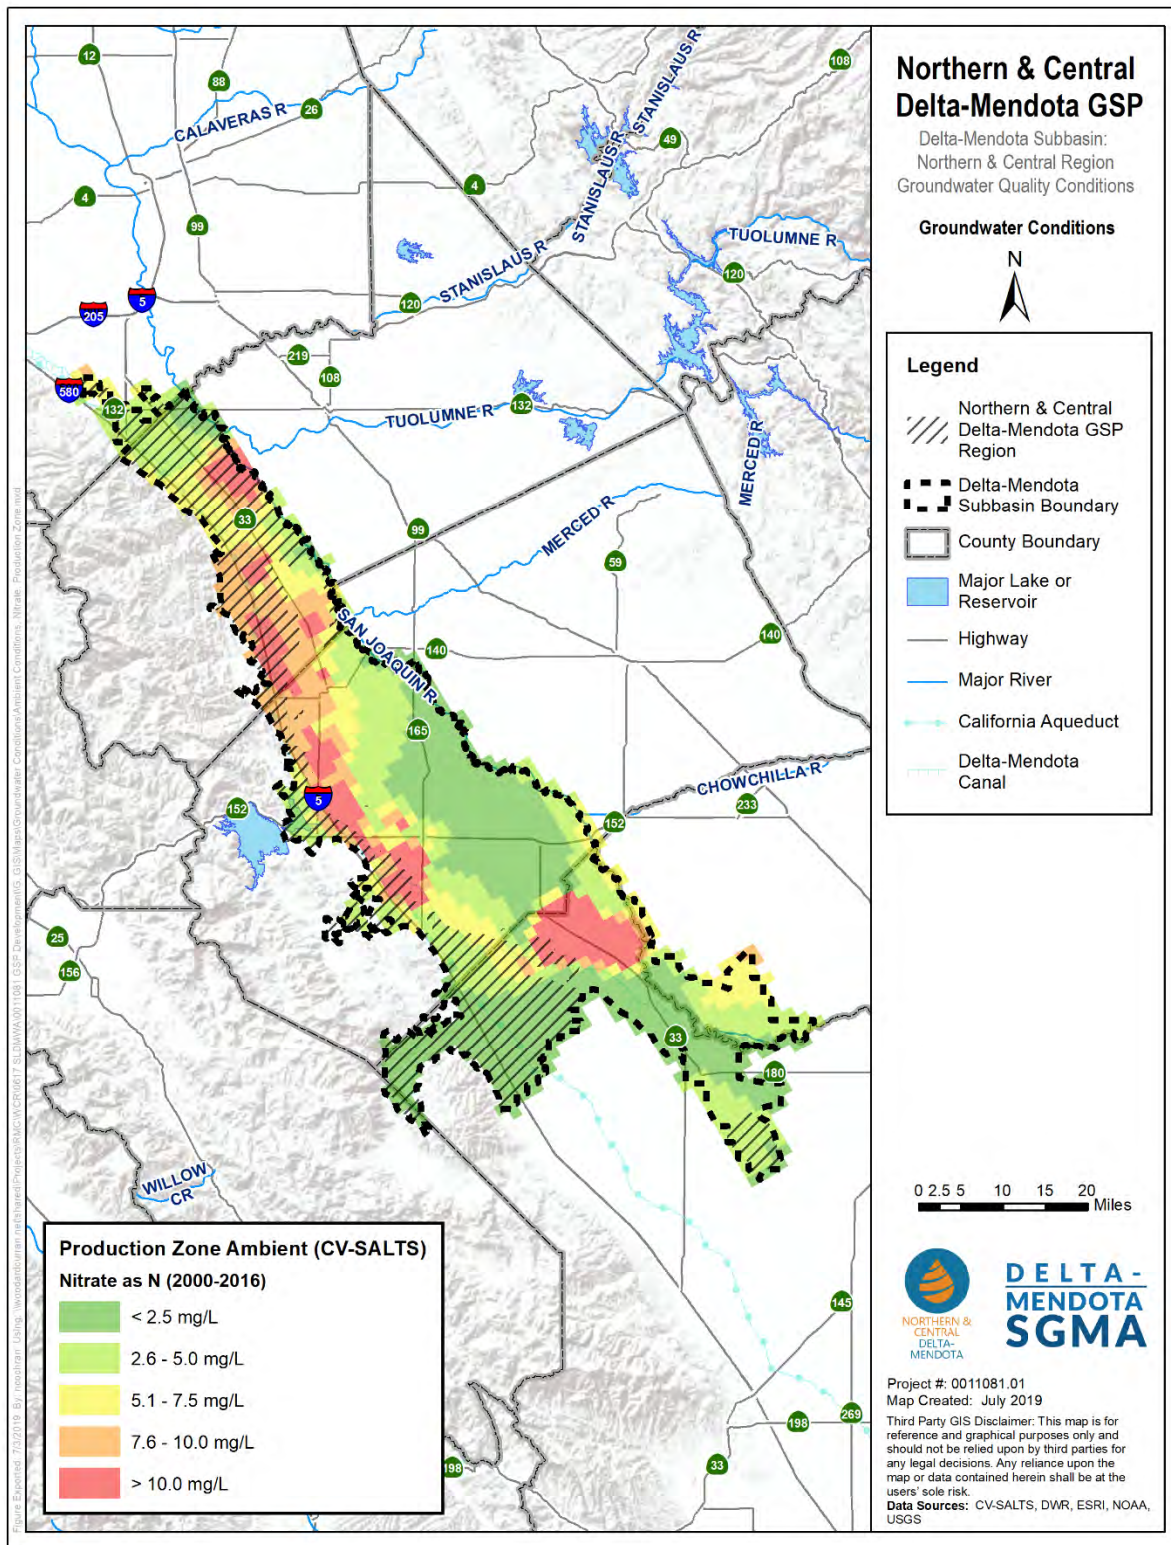 Northern & Central
Delta-Mendota GSP
Delta-Mendota Subbasin:
Northern & Central Region
Groundwater Quality Conditions
Groundwater Conditions
N
Legend
Northern & Central
Delta-Mendota GSP
Region
Delta-Mendota
Subbasin Boundary
County Boundary
Major Lake or
Reservoir
Highway
Major River
California Aqueduct
Delta-Mendota
Canal
0 2.5 5 10 15 20
Miles
NORTHERN &
CENTRAL
DELTA-
MENDOTA
DELTA-
MENDOTA
SGMA
Project #: 0011081.01
Map Created: July 2019
Third Party GIS Disclaimer: This map is for
reference and graphical purposes only and
should not be relied upon by third parties for
any legal decisions. Any reliance upon the
map or data contained herein shall be at the
users' sole risk.
Data Sources: CV-SALTS, DWR, ESRI, NOAA,
USGS
12
88
26
108
CALAVERAS R
STANISLAUS R
49
4
4
99
STANISLAUS R
TUOLUMNE R
STANISLAUS R
120
120
5
205
219
108
580
132
132
TUOLUMNE R
MERCED R
33
99
MERCED R
59
SAN JOAQUIN R
140
140
165
CHOWCHILLA R
233
5
152
152
25
156
33
180
WILLOW
CR
145
198
269
33
198
Production Zone Ambient (CV-SALTS)
Nitrate as N (2000-2016)
< 2.5 mg/L
2.6 - 5.0 mg/L
5.1 - 7.5 mg/L
7.6 - 10.0 mg/L
> 10.0 mg/L